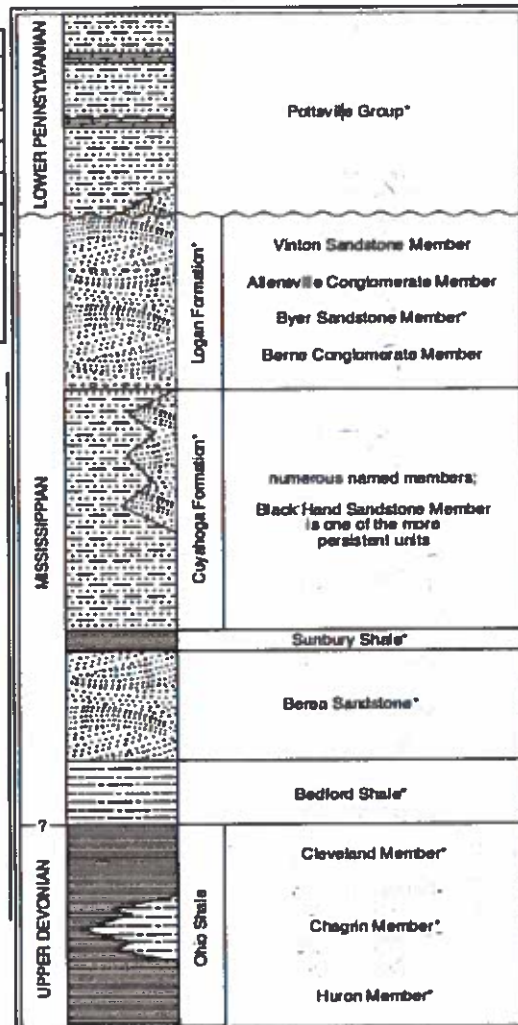 LOWER PENNSYLVANIAN
Pottsville Group*
MISSISSIPPIAN
Logan Formation*
Vinton Sandstone Member
Allensville Conglomerate Member
Byer Sandstone Member*
Berne Conglomerate Member
Cuyahoga Formation*
numerous named members;
Black Hand Sandstone Member
is one of the more
persistent units
Sunbury Shale*
Berea Sandstone*
Bedford Shale*
?
UPPER DEVONIAN
Ohio Shale
Cleveland Member*
Chagrin Member*
Huron Member*